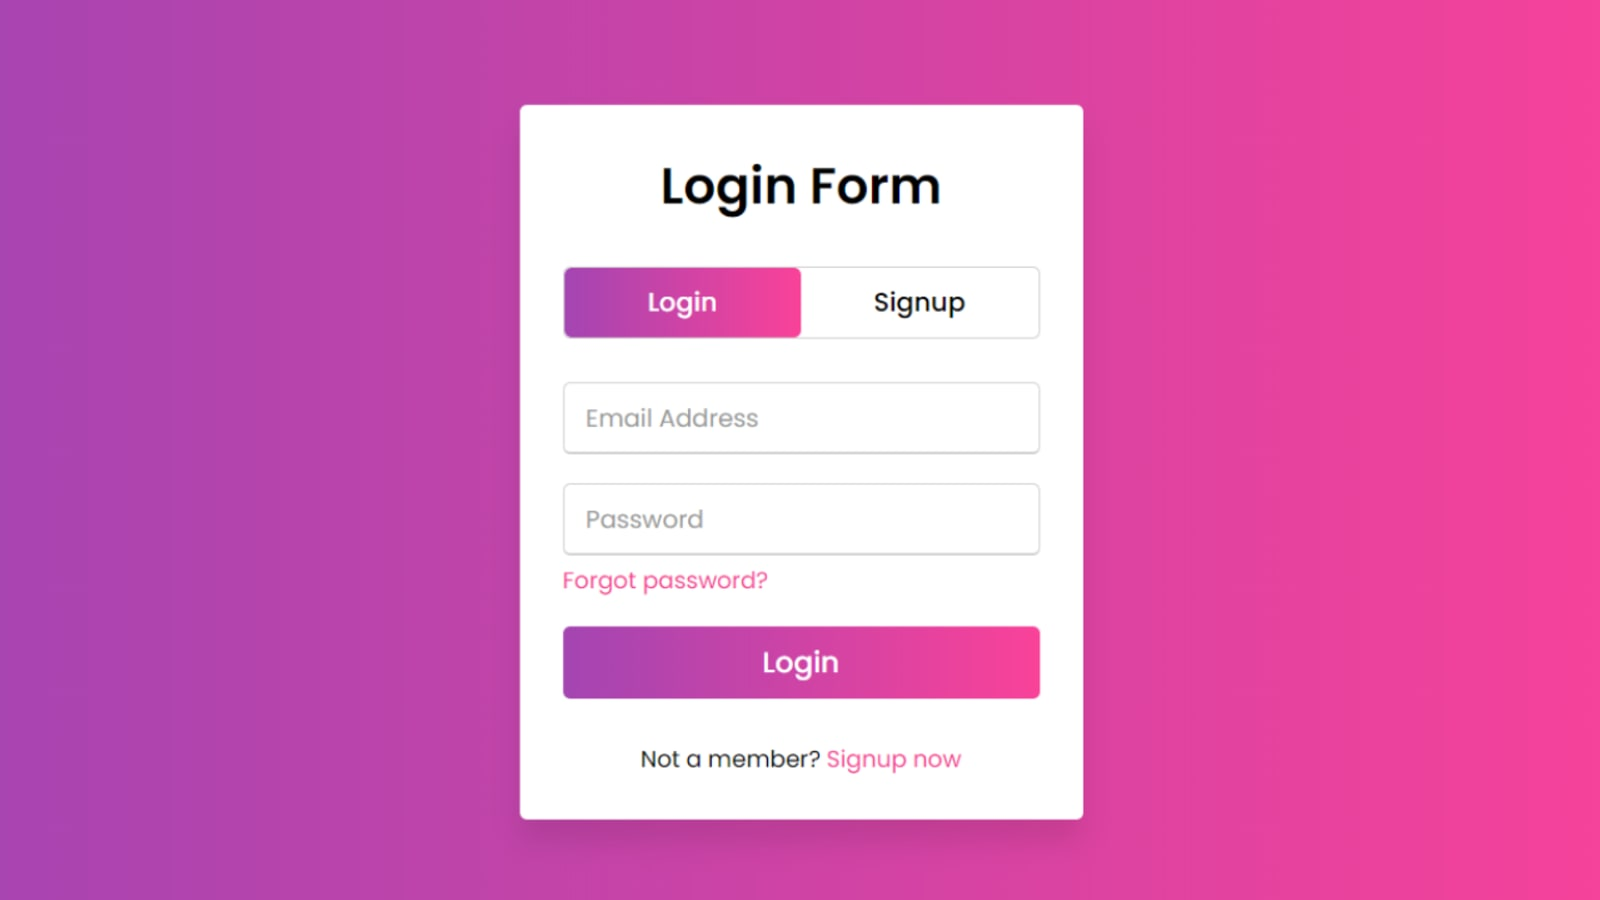 Login Form
Login Signup
Email Address
Password
Forgot password?
Login
Not a member? Signup now